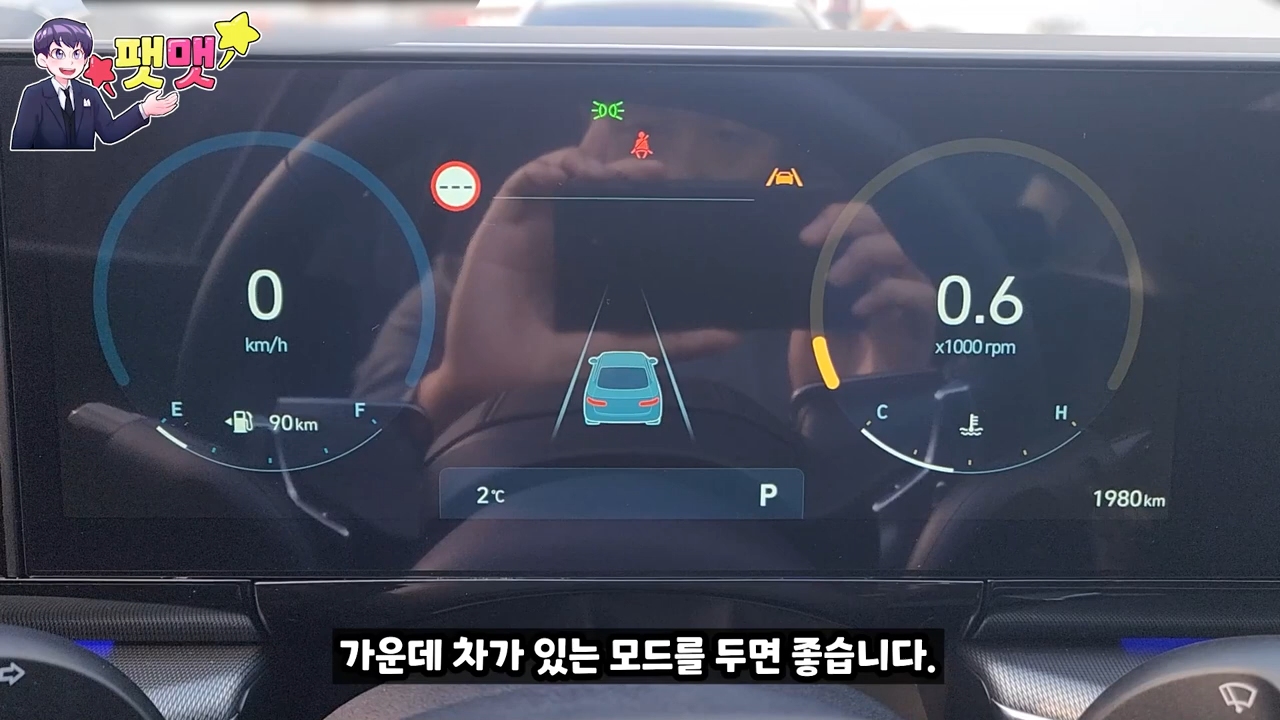 팻맷
0
km/h
E
F
90km
---
2℃
P
0.6
x1000 rpm
C
H
1980km
가운데 차가 있는 모드를 두면 좋습니다.